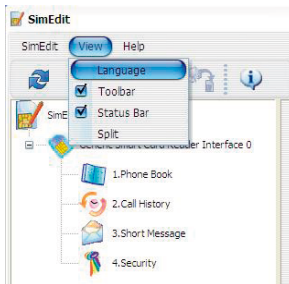 SimEdit
SimEdit View Help
Language
Toolbar
Status Bar
Split
Smart Card Reader Interface 0
1.Phone Book
2.Call History
3.Short Message
4.Security